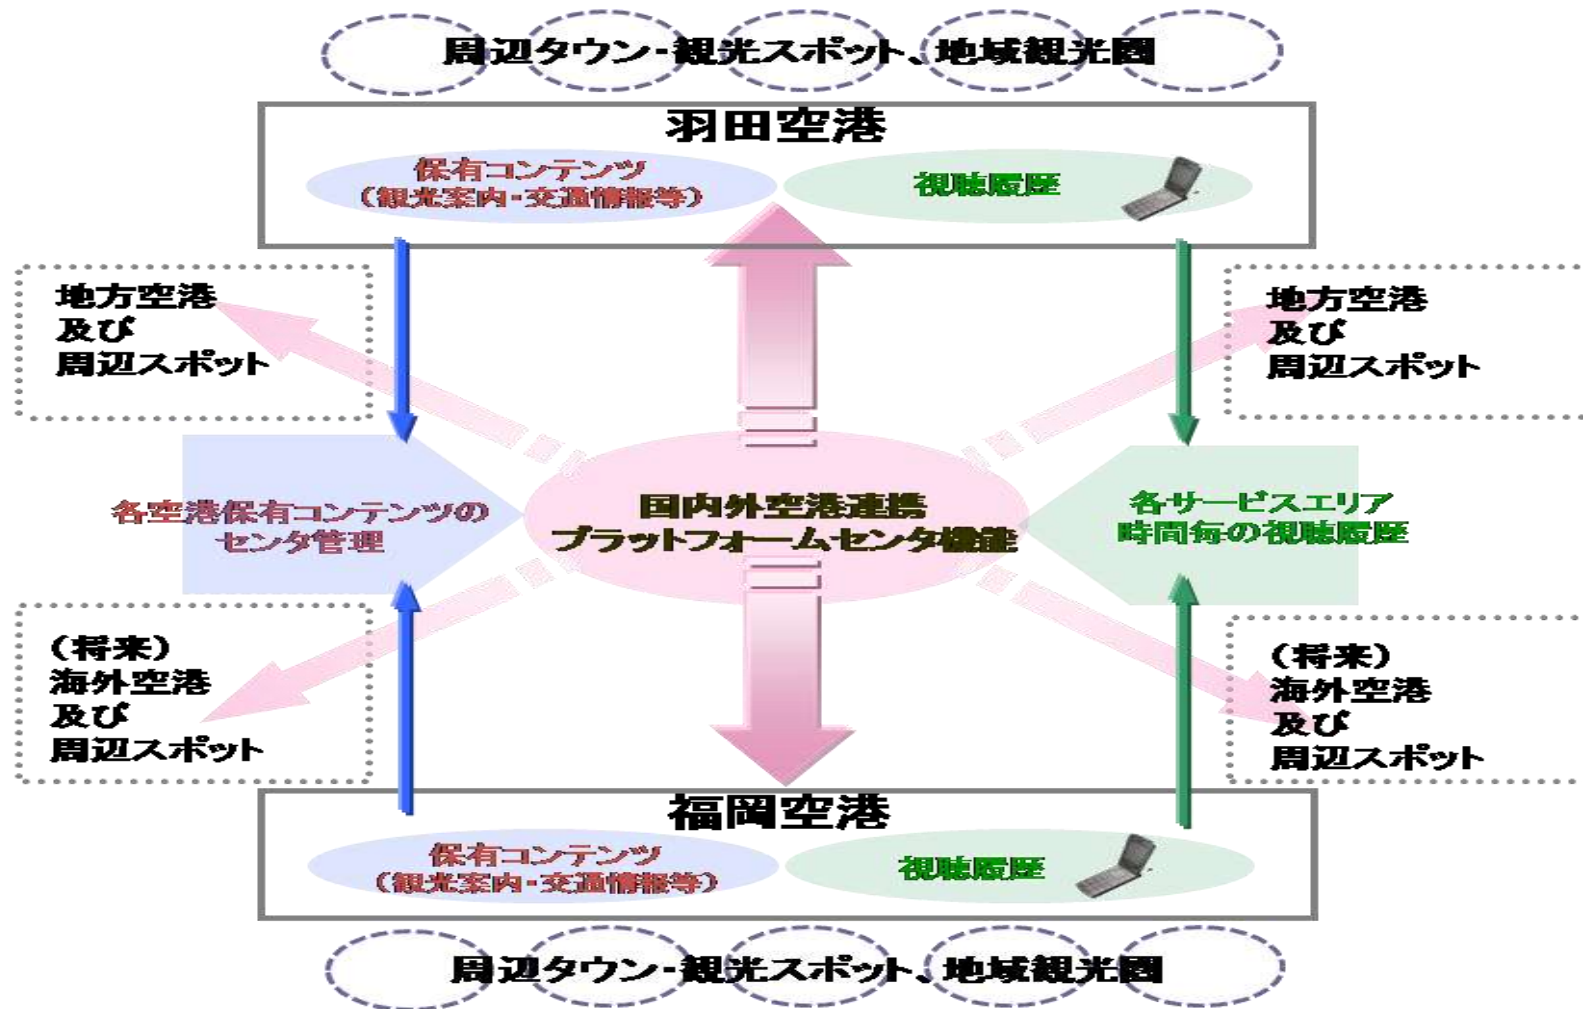 周辺タウン・観光スポット、地域観光圏
羽田空港
保有コンテンツ
（観光案内・交通情報等）
視聴履歴
地方空港
及び
周辺スポット
地方空港
及び
周辺スポット
各空港保有コンテンツの
センタ管理
国内外空港連携
プラットフォームセンタ機能
各サービスエリア
時間毎の視聴履歴
（将来）
海外空港
及び
周辺スポット
（将来）
海外空港
及び
周辺スポット
福岡空港
保有コンテンツ
（観光案内・交通情報等）
視聴履歴
周辺タウン・観光スポット、地域観光圏